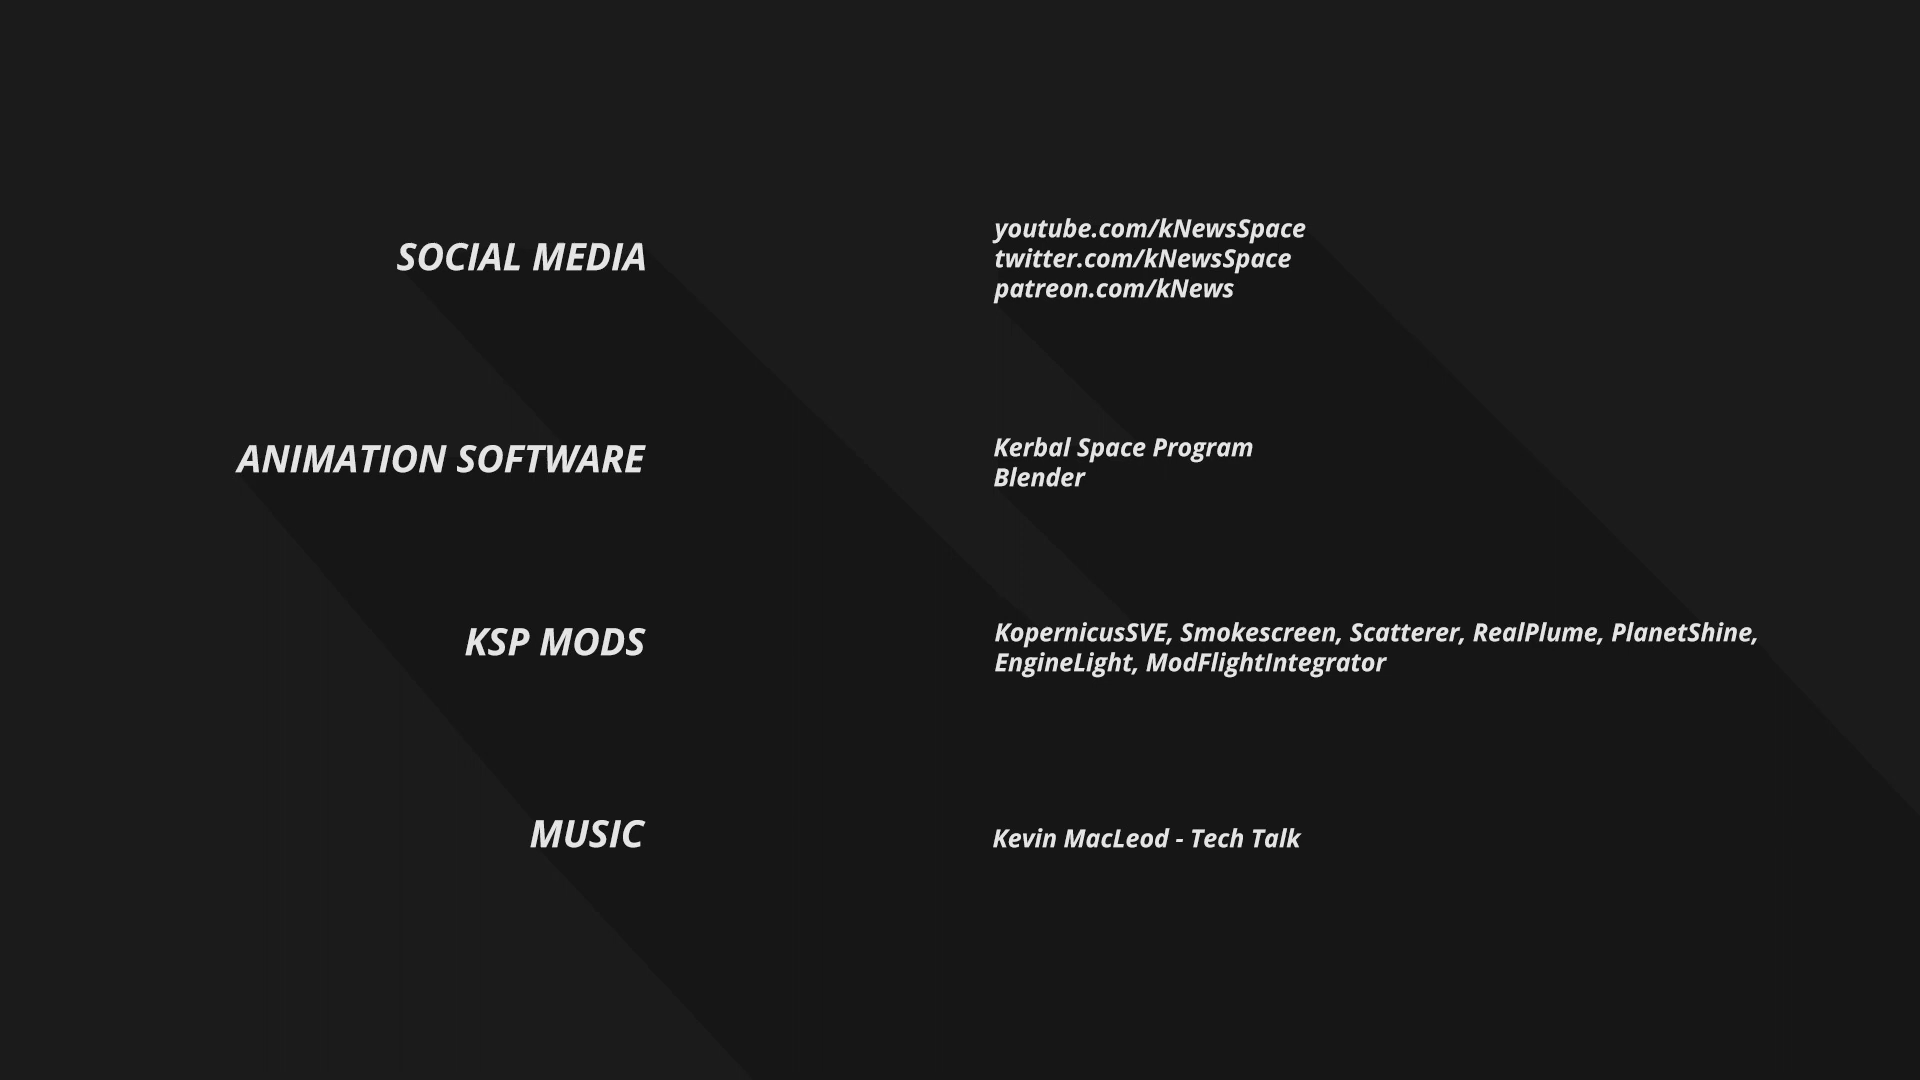 SOCIAL MEDIA
youtube.com/kNewsSpace
twitter.com/kNewsSpace
patreon.com/kNews
ANIMATION SOFTWARE
Kerbal Space Program
Blender
KSP MODS
KopernicusSVE, Smokescreen, Scatterer, RealPlume, PlanetShine,
EngineLight, ModFlightIntegrator
MUSIC
Kevin MacLeod - Tech Talk